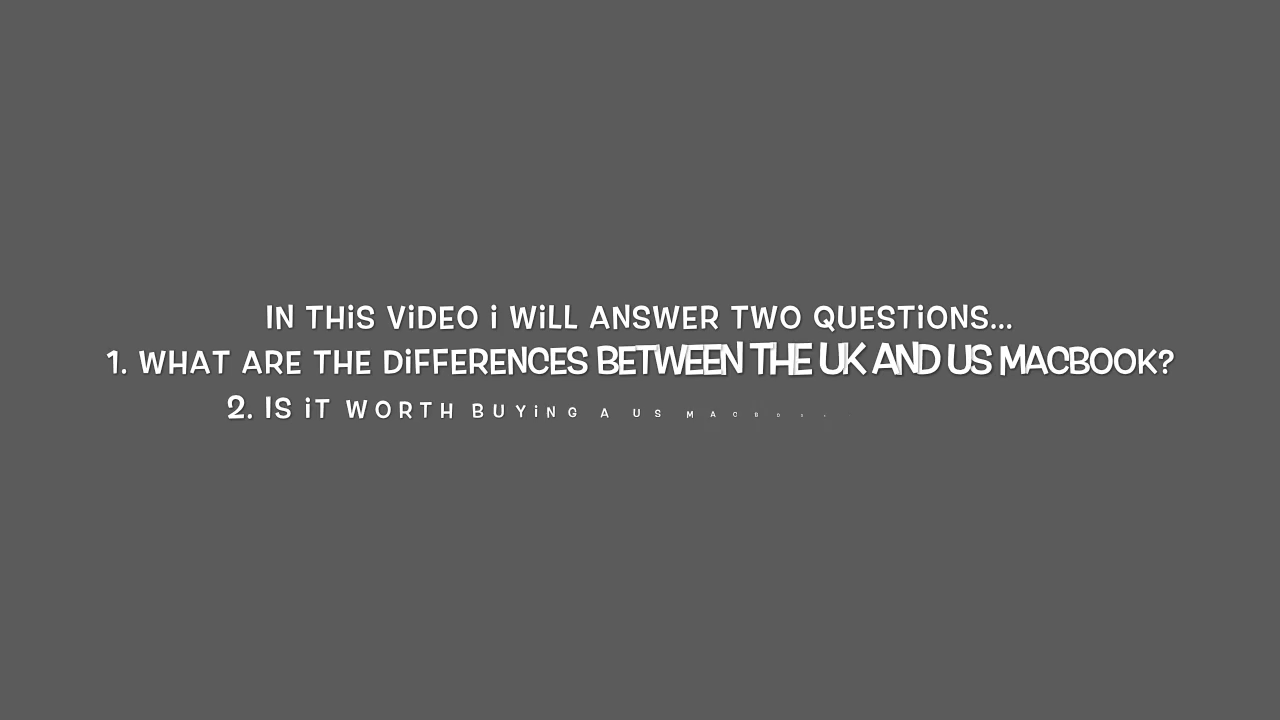 IN THiS ViDEO i WiLL ANSWER TWO QUESTiONS...
1. WHAT ARE THE DiFFERENCES BETWEEN THE UK AND US MACBOOK?
2. IS iT WORTH BUYiNG A US